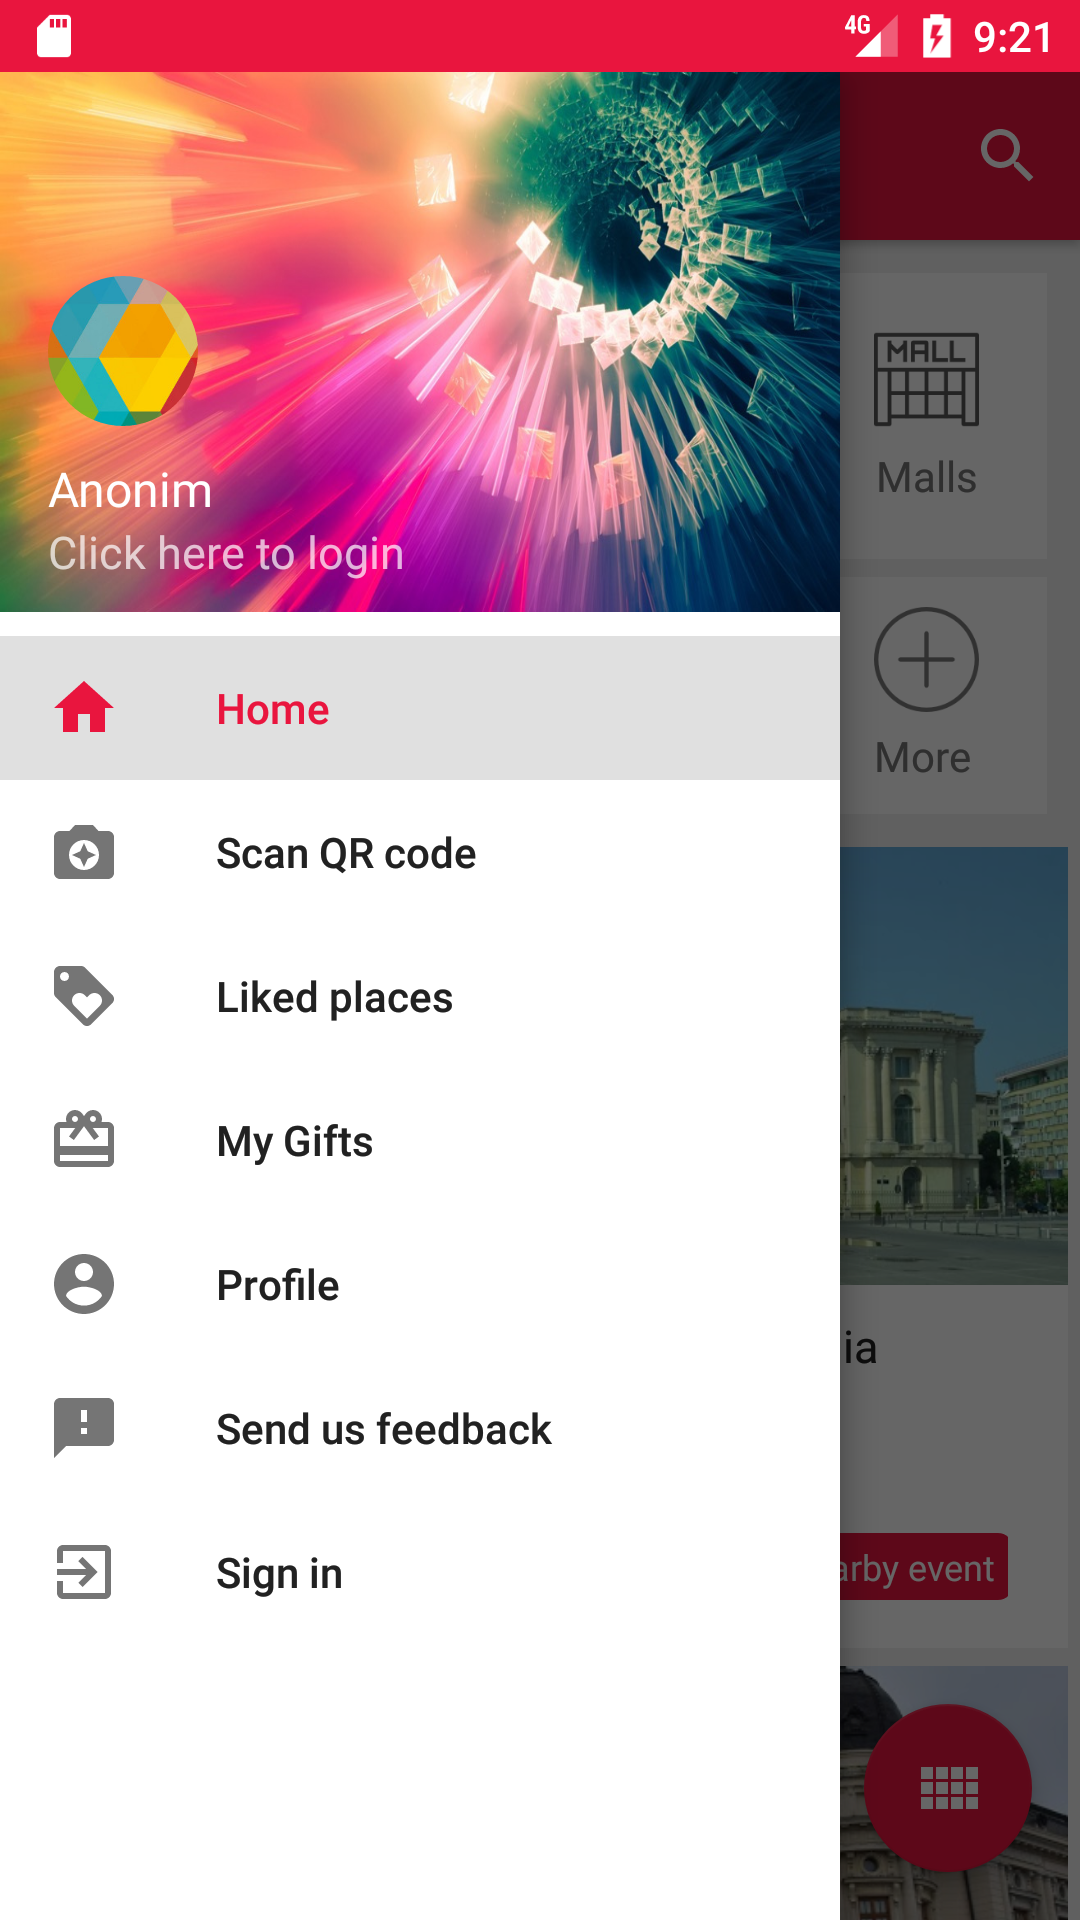 4G 9:21
MALL
Malls
Anonim
Click here to login
Home
More
Scan QR code
Liked places
My Gifts
Profile
ia
Send us feedback
arby event
Sign in